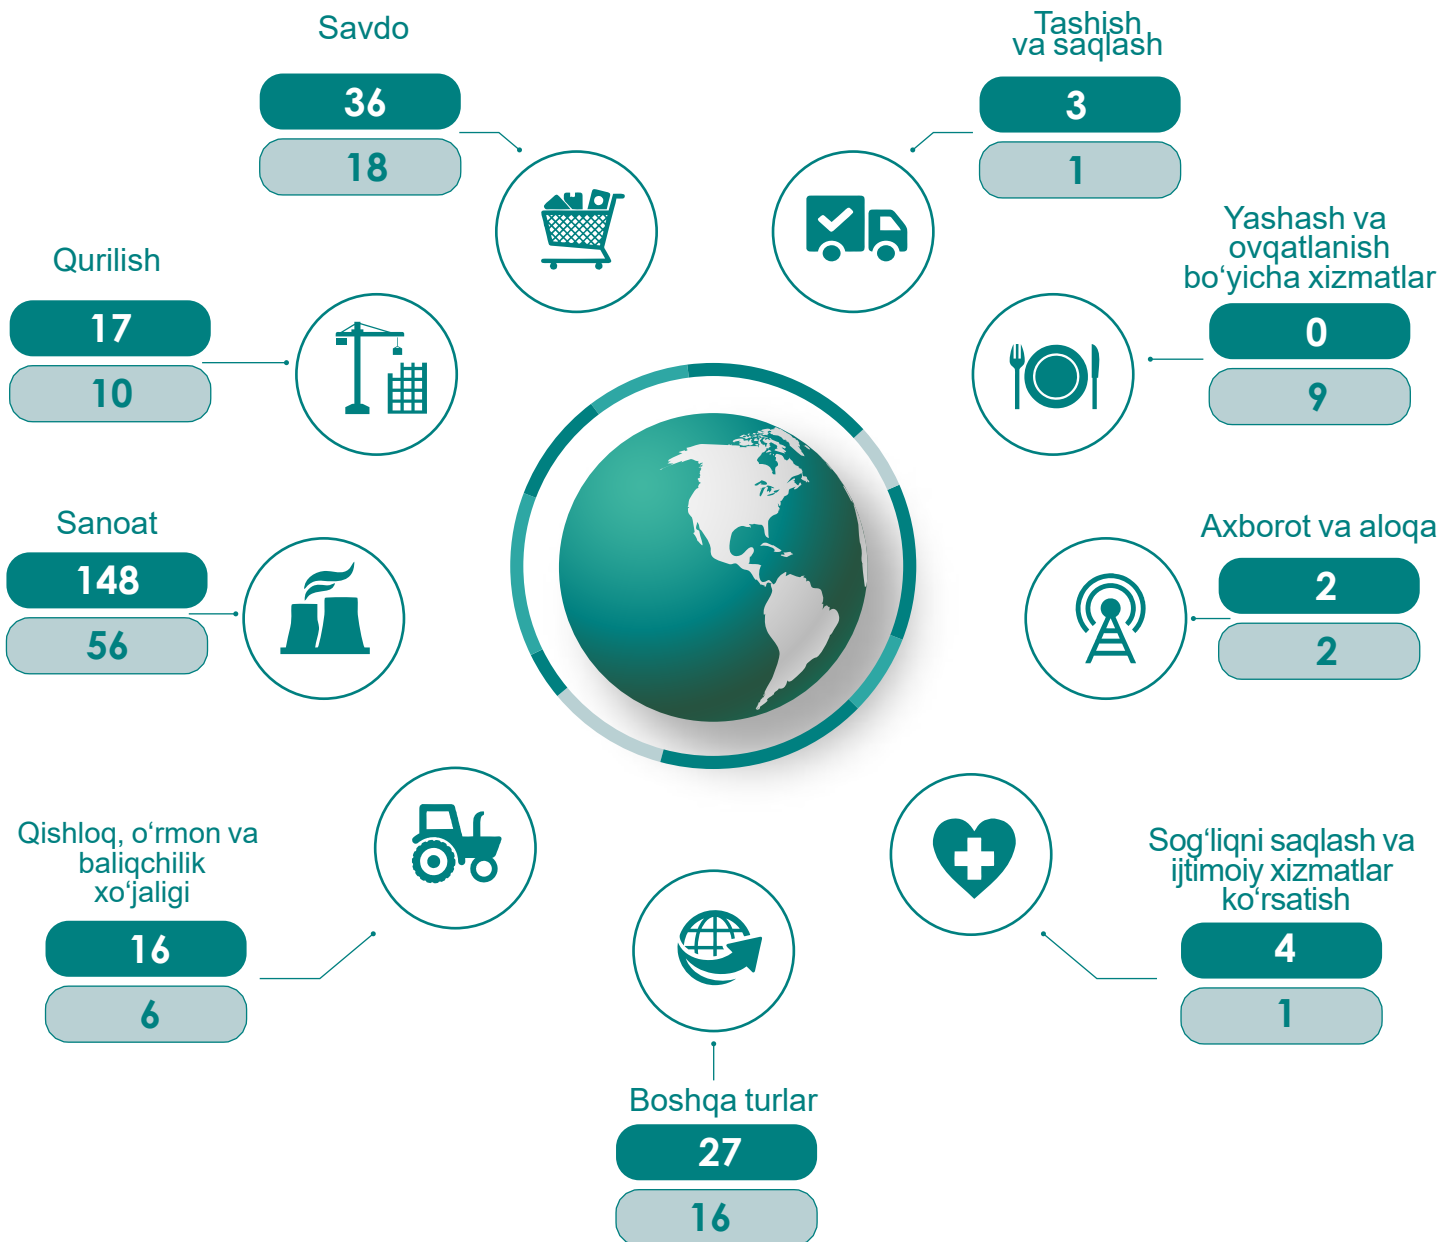 Savdo
36
18
Tashish
va saqlash
3
1
Qurilish
17
10
Yashash va
ovqatlanish
bo‘yicha xizmatlar
0
9
Sanoat
148
56
Axborot va aloqa
2
2
Qishloq, o‘rmon va
baliqchilik
xo‘jaligi
16
6
Sog‘liqni saqlash va
ijtimoiy xizmatlar
ko‘rsatish
4
1
Boshqa turlar
27
16